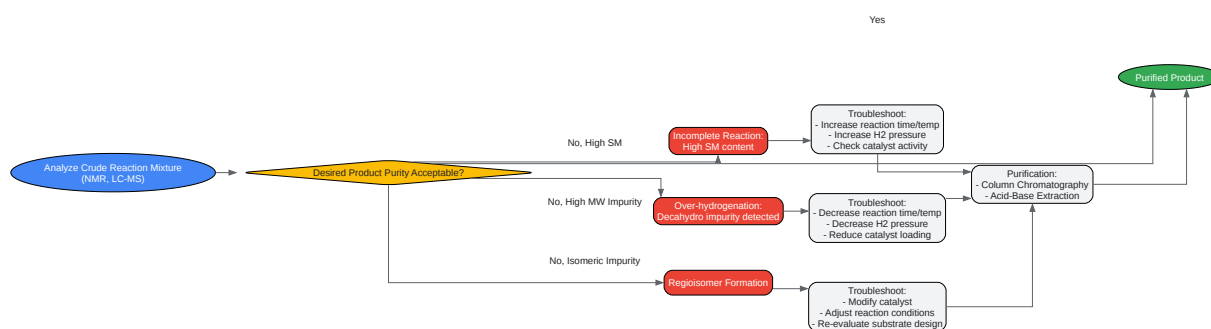 Yes
Purified Product
Troubleshoot:
- Increase reaction time/temp
- Increase H2 pressure
- Check catalyst activity
Incomplete Reaction:
High SM content
No, High SM
Analyze Crude Reaction Mixture
(NMR, LC-MS)
Desired Product Purity Acceptable?
Purification:
- Column Chromatography
- Acid-Base Extraction
No, High MW Impurity
Over-hydrogenation:
Decahydro impurity detected
Troubleshoot:
- Decrease reaction time/temp
- Decrease H2 pressure
- Reduce catalyst loading
No, Isomeric Impurity
Regioisomer Formation
Troubleshoot:
- Modify catalyst
- Adjust reaction conditions
- Re-evaluate substrate design